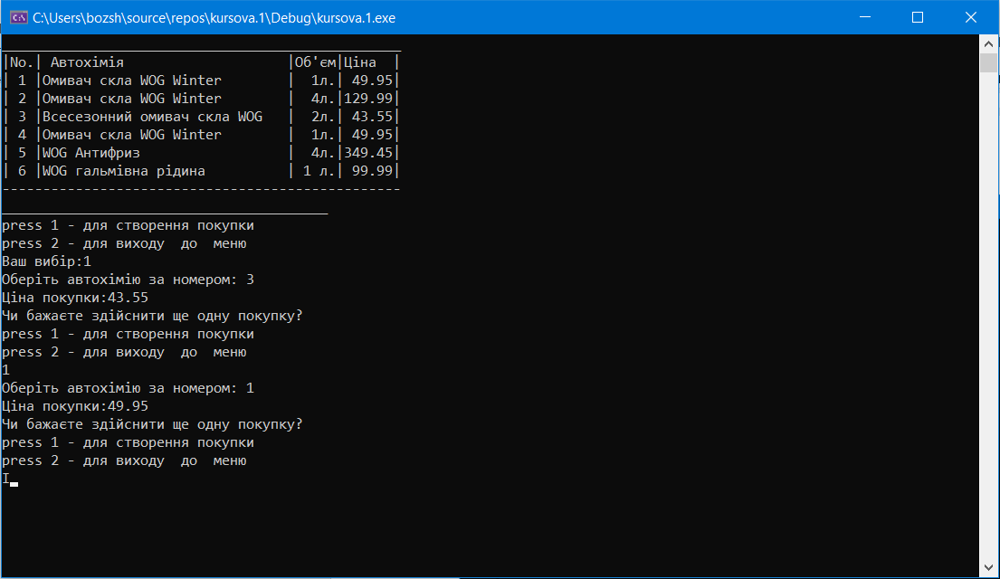 C:\Users\bozsh\source\repos\kursova.1\Debug\kursova.1.exe
|No.| Автохімія |Об'єм|Ціна |
| 1 |Омивач скла WOG Winter | 1л.| 49.95|
| 2 |Омивач скла WOG Winter | 4л.|129.99|
| 3 |Всесезонний омивач скла WOG | 2л.| 43.55|
| 4 |Омивач скла WOG Winter | 1л.| 49.95|
| 5 |WOG Антифриз | 4л.|349.45|
| 6 |WOG гальмівна рідина | 1 л.| 99.99|
-------------------------------------------------
________________________________________
press 1 - для створення покупки
press 2 - для виходу  до  меню
Ваш вибір:1
Оберіть автохімію за номером: 3
Ціна покупки:43.55
Чи бажаєте здійснити ще одну покупку?
press 1 - для створення покупки
press 2 - для виходу  до  меню
1
Оберіть автохімію за номером: 1
Ціна покупки:49.95
Чи бажаєте здійснити ще одну покупку?
press 1 - для створення покупки
press 2 - для виходу  до  меню
I